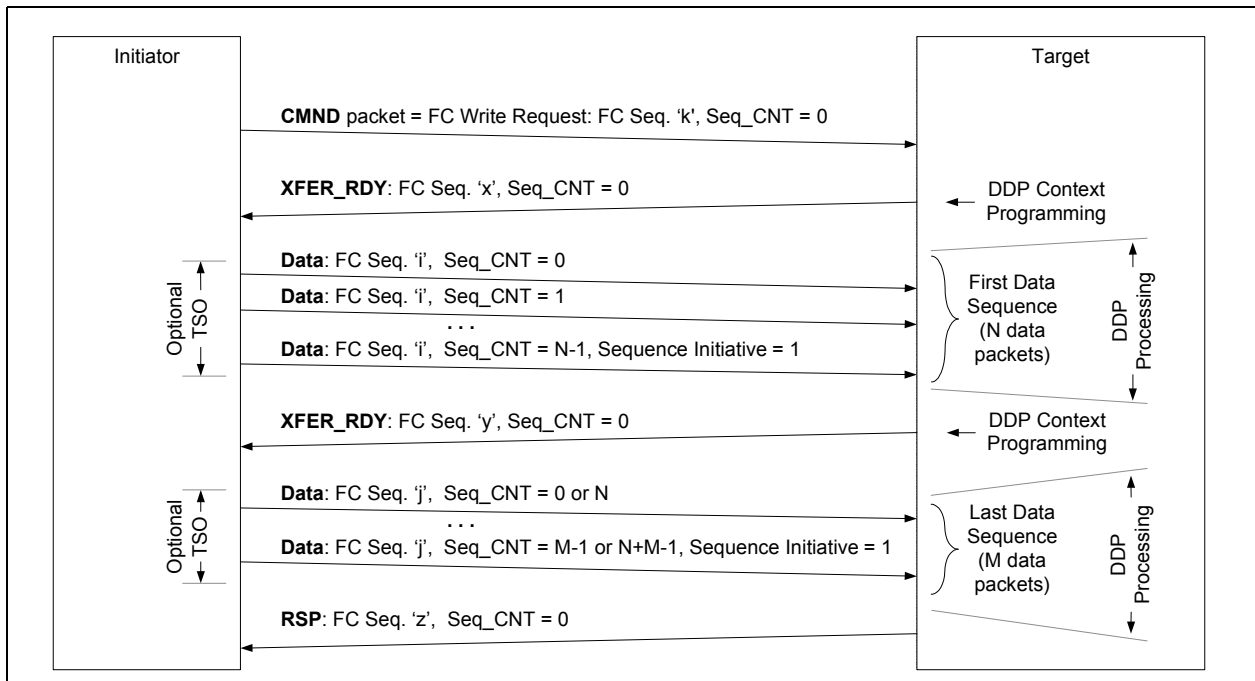 Initiator
Target
CMND packet = FC Write Request: FC Seq. ‘k', Seq_CNT = 0
XFER_RDY: FC Seq. ‘x’, Seq_CNT = 0
DDP Context
Programming
Optional
TSO
Data: FC Seq. ‘i’, Seq_CNT = 0
Data: FC Seq. ‘i’, Seq_CNT = 1
. . .
Data: FC Seq. ‘i’, Seq_CNT = N-1, Sequence Initiative = 1
First Data
Sequence
(N data
packets)
DDP
Processing
XFER_RDY: FC Seq. ‘y’, Seq_CNT = 0
DDP Context
Programming
Optional
TSO
Data: FC Seq. ‘j’, Seq_CNT = 0 or N
. . .
Data: FC Seq. ‘j’, Seq_CNT = M-1 or N+M-1, Sequence Initiative = 1
Last Data
Sequence
(M data
packets)
DDP
Processing
RSP: FC Seq. ‘z’, Seq_CNT = 0